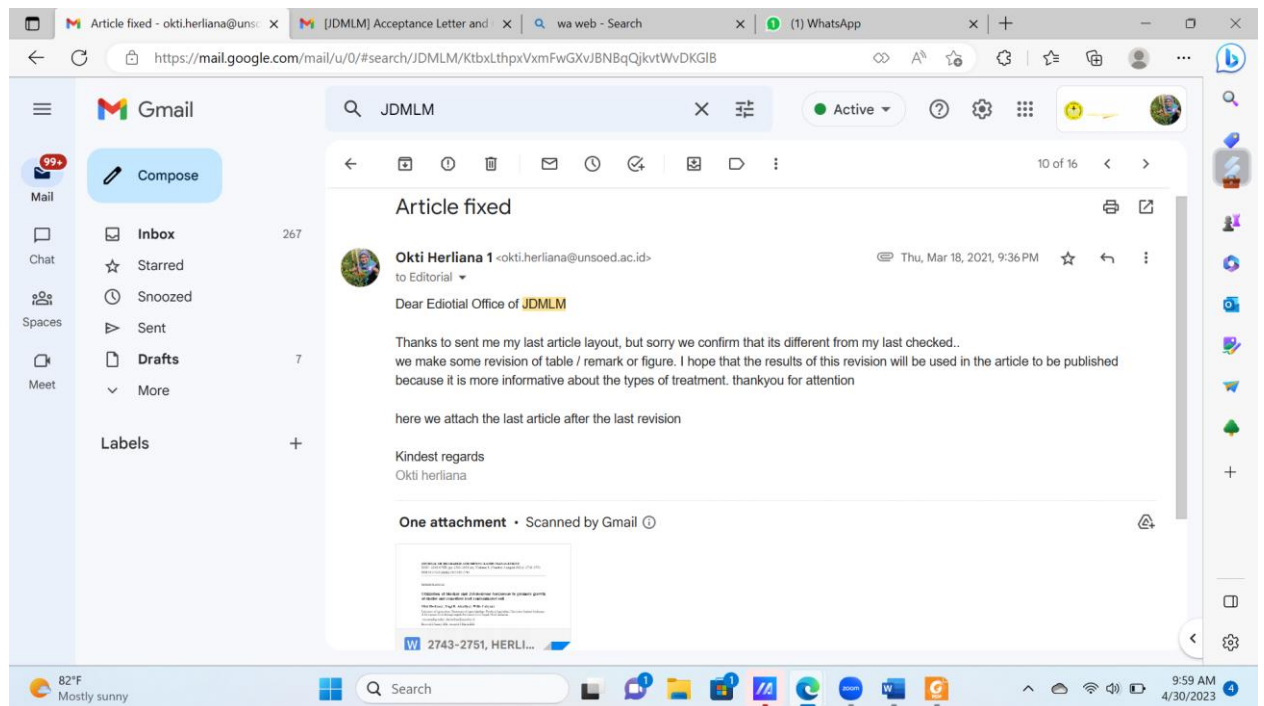 Article fixed - okti.herliana@unso
[JDMLM] Acceptance Letter and
wa web - Search
(1) WhatsApp
https://mail.google.com/mail/u/0/#search/JDMLM/KtbxLthpxVxmFwGXvJBNBqQjkvtWvDKGlB
Gmail
JDMLM
Active
99+
Mail
Chat
Spaces
Meet
Compose
Inbox 267
Starred
Snoozed
Sent
Drafts 7
More
Labels
10 of 16
Article fixed
Okti Herliana 1 <okti.herliana@unsoed.ac.id>
Thu, Mar 18, 2021, 9:36 PM
to Editorial
Dear Ediotial Office of JDMLM
Thanks to sent me my last article layout, but sorry we confirm that its different from my last checked..
we make some revision of table / remark or figure. I hope that the results of this revision will be used in the article to be published
because it is more informative about the types of treatment. thankyou for attention
here we attach the last article after the last revision
Kindest regards
Okti herliana
One attachment • Scanned by Gmail
W 2743-2751, HERLI...
82°F
Mostly sunny
Search
1
zoom
9:59 AM
4/30/2023
4